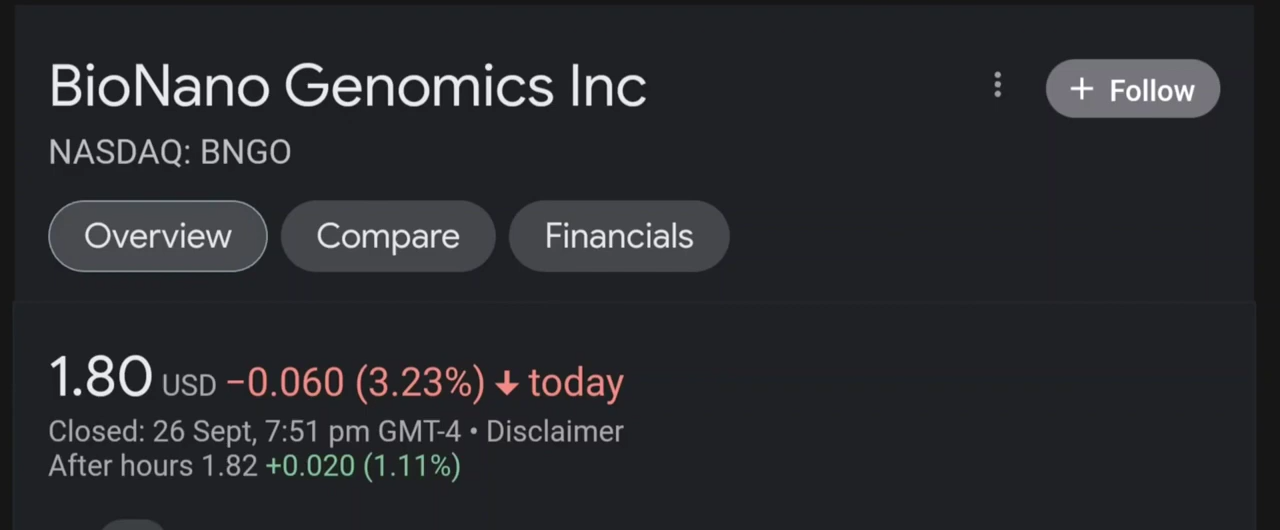 BioNano Genomics Inc
+ Follow
NASDAQ: BNGO
Overview
Compare
Financials
1.80 USD −0.060 (3.23%) ↓ today
Closed: 26 Sept, 7:51 pm GMT-4 • Disclaimer
After hours 1.82 +0.020 (1.11%)